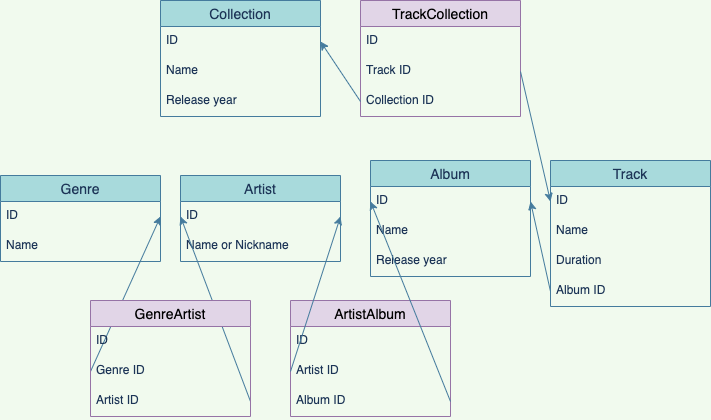 Collection
ID
Name
Release year
TrackCollection
ID
Track ID
Collection ID
Genre
ID
Name
Artist
ID
Name or Nickname
Album
ID
Name
Release year
Track
ID
Name
Duration
Album ID
GenreArtist
ID
Genre ID
Artist ID
ArtistAlbum
ID
Artist ID
Album ID